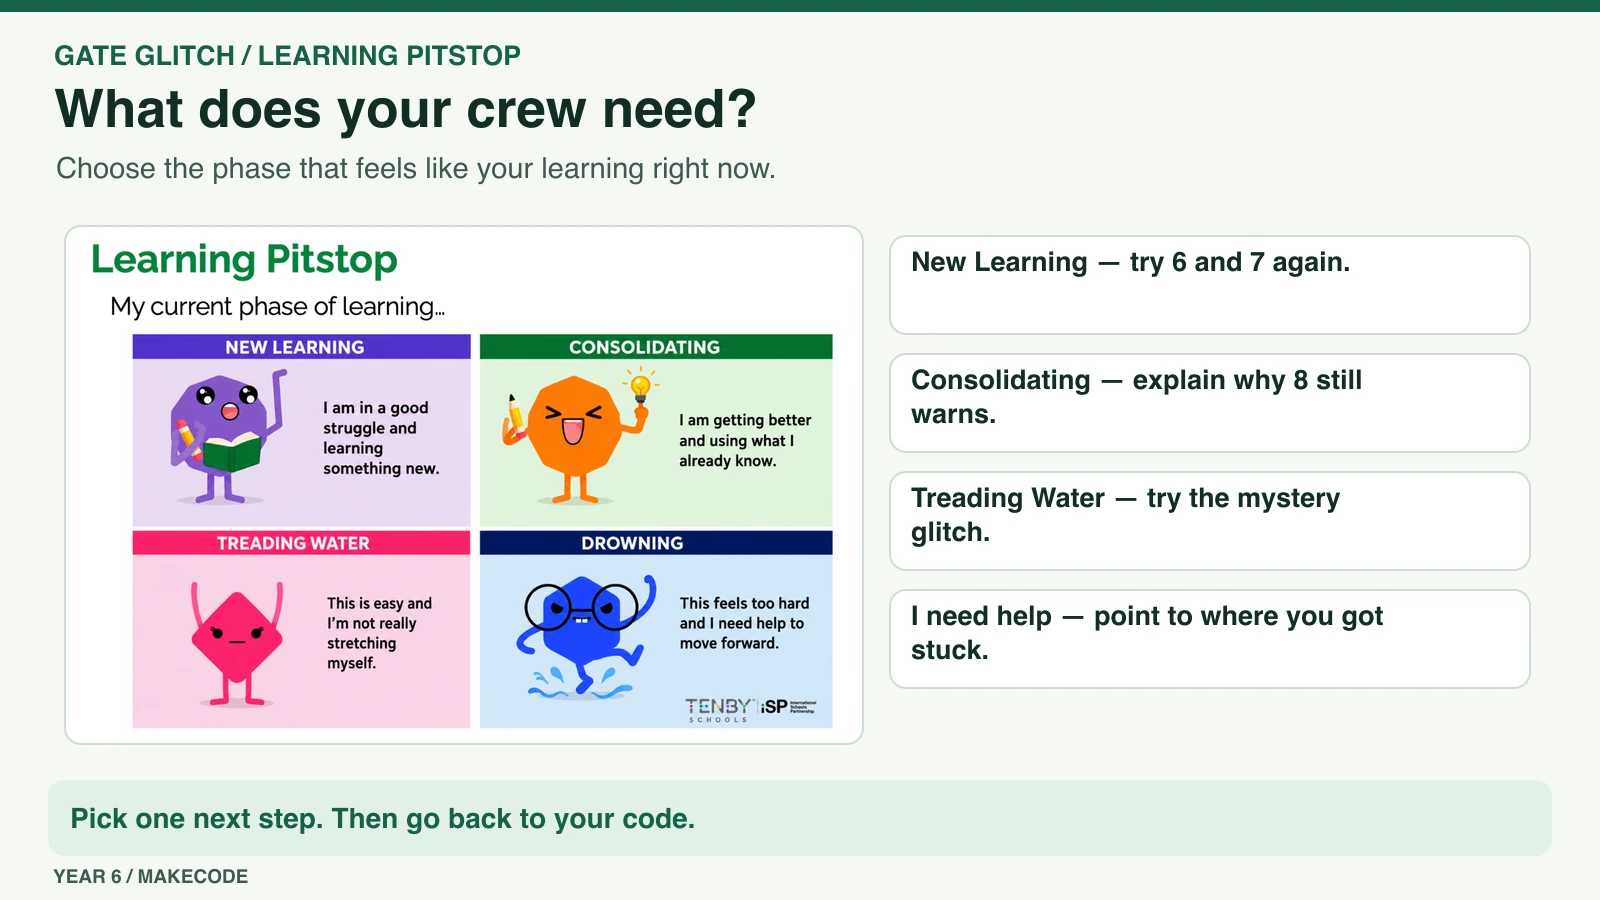 GATE GLITCH / LEARNING PITSTOP
What does your crew need?
Choose the phase that feels like your learning right now.
Learning Pitstop
My current phase of learning...
NEW LEARNING
I am in a good
struggle and
learning
something new.
CONSOLIDATING
I am getting better
and using what I
already know.
TREADING WATER
This is easy and
I'm not really
stretching
myself.
DROWNING
This feels too hard
and I need help to
move forward.
TENBY
SCHOOLS
iSP
International
Schools
Partnership
New Learning — try 6 and 7 again.
Consolidating — explain why 8 still
warns.
Treading Water — try the mystery
glitch.
I need help — point to where you got
stuck.
Pick one next step. Then go back to your code.
YEAR 6 / MAKECODE